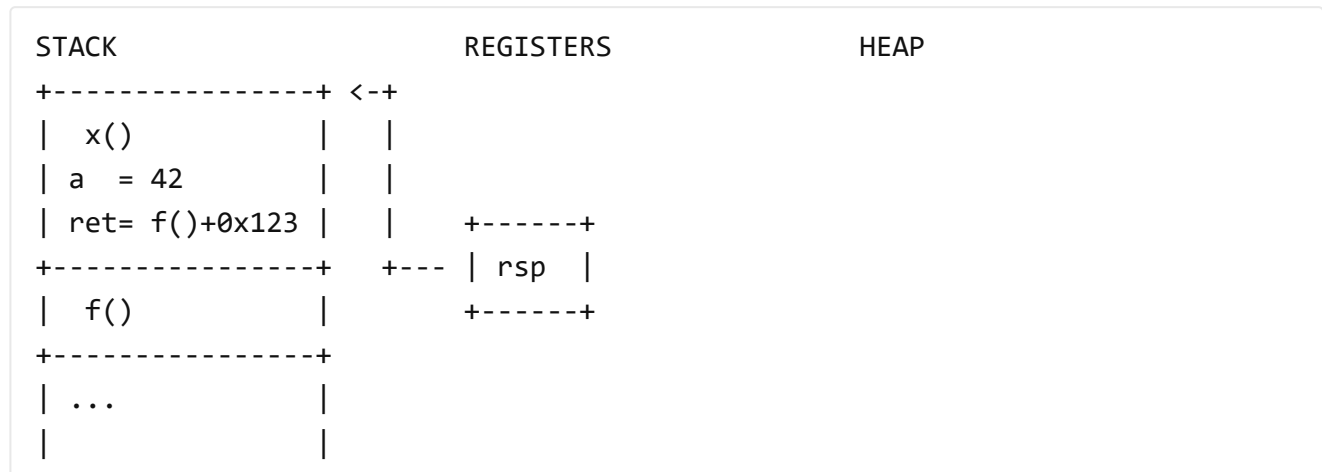 STACK                     REGISTERS               HEAP
+----------------+ <-+
|  x()           |   |
| a  = 42        |   |
| ret= f()+0x123 |   |    +------+
+----------------+   +--- | rsp  |
|  f()           |        +------+
+----------------+
| ...            |
|                |